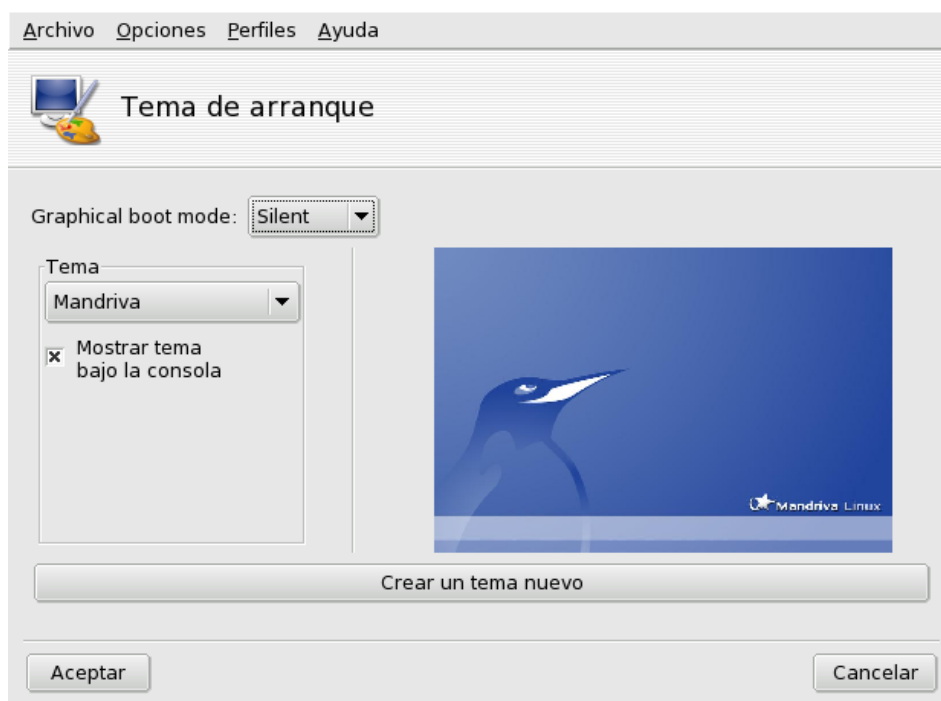 Archivo Opciones Perfiles Ayuda
Tema de arranque
Graphical boot mode: Silent
Tema
Mandriva
Mostrar tema
bajo la consola
Mandriva Linux
Crear un tema nuevo
Aceptar Cancelar